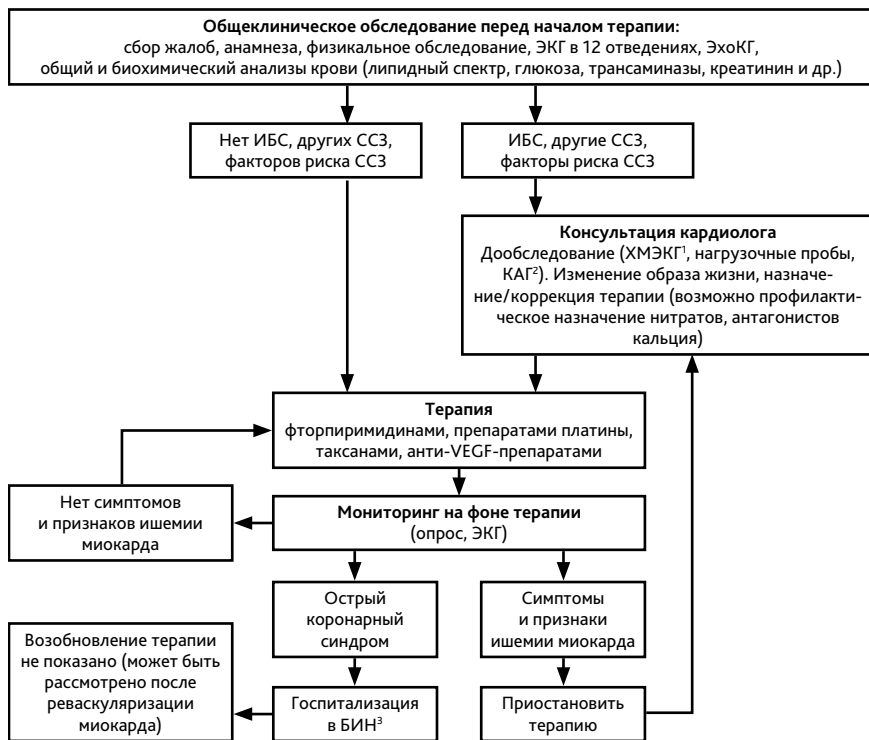 Общеклиническое обследование перед началом терапии:
сбор жалоб, анамнеза, физикальное обследование, ЭКГ в 12 отведениях, ЭхоКГ,
общий и биохимический анализы крови (липидный спектр, глюкоза, трансаминазы, креатинин и др.)
Нет ИБС, других ССЗ,
факторов риска ССЗ
ИБС, другие ССЗ,
факторы риска ССЗ
Консультация кардиолога
Дообследование (ХМЭКГ¹, нагрузочные пробы,
КАГ²). Изменение образа жизни, назначе-
ние/коррекция терапии (возможно профилакти-
ческое назначение нитратов, антагонистов
кальция)
Терапия
фторпиримидинами, препаратами платины,
таксанами, анти-VEGF-препаратами
Нет симптомов
и признаков ишемии
миокарда
Мониторинг на фоне терапии
(опрос, ЭКГ)
Острый
коронарный
синдром
Симптомы
и признаки
ишемии миокарда
Возобновление терапии
не показано (может быть
рассмотрено после
реваскуляризации
миокарда)
Госпитализация
в БИН³
Приостановить
терапию